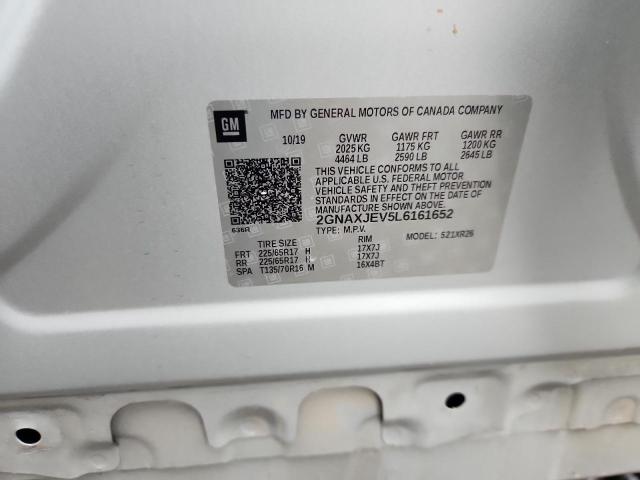 GM
MFD BY GENERAL MOTORS OF CANADA COMPANY
10/19 GVWR GAWR FRT GAWR RR
2025 KG 1175 KG 1200 KG
4464 LB 2590 LB 2645 LB
THIS VEHICLE CONFORMS TO ALL
APPLICABLE U.S. FEDERAL MOTOR
VEHICLE SAFETY AND THEFT PREVENTION
STANDARDS IN EFFECT ON THE DATE OF
MANUFACTURE SHOWN ABOVE.
2GNAXJEV5L6161652
636R
TYPE: M.P.V. MODEL: 521XR26
TIRE SIZE RIM
FRT 225/65R17 H 17X7J
RR 225/65R17 H 17X7J
SPA T135/70R16 M 16X4BT